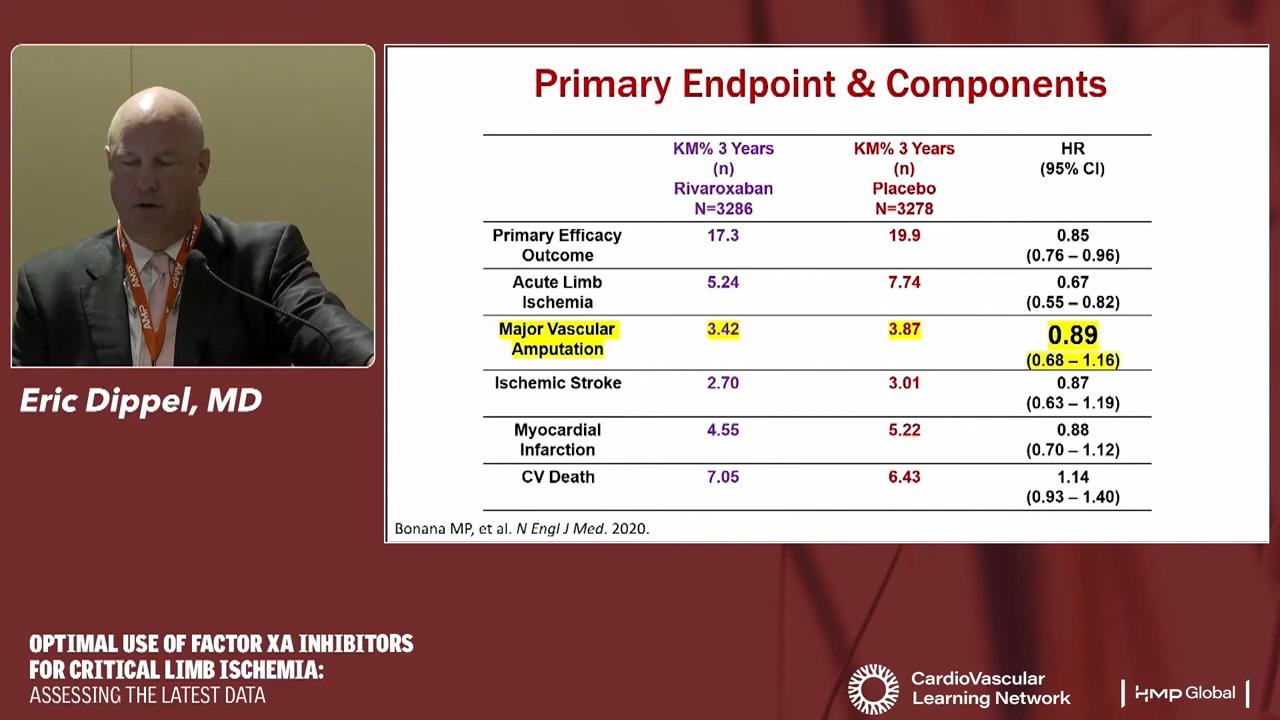 Primary Endpoint & Components
KM% 3 Years
(n)
Rivaroxaban
N=3286
KM% 3 Years
(n)
Placebo
N=3278
HR
(95% CI)
Primary Efficacy
Outcome
17.3
19.9
0.85
(0.76 – 0.96)
Acute Limb
Ischemia
5.24
7.74
0.67
(0.55 – 0.82)
Major Vascular
Amputation
3.42
3.87
0.89
(0.68 – 1.16)
Ischemic Stroke
2.70
3.01
0.87
(0.63 – 1.19)
Myocardial
Infarction
4.55
5.22
0.88
(0.70 – 1.12)
CV Death
7.05
6.43
1.14
(0.93 – 1.40)
Bonana MP, et al. N Engl J Med. 2020.
AMP
AMP
Eric Dippel, MD
OPTIMAL USE OF FACTOR XA INHIBITORS
FOR CRITICAL LIMB ISCHEMIA:
ASSESSING THE LATEST DATA
CardioVascular
Learning Network
HMP Global